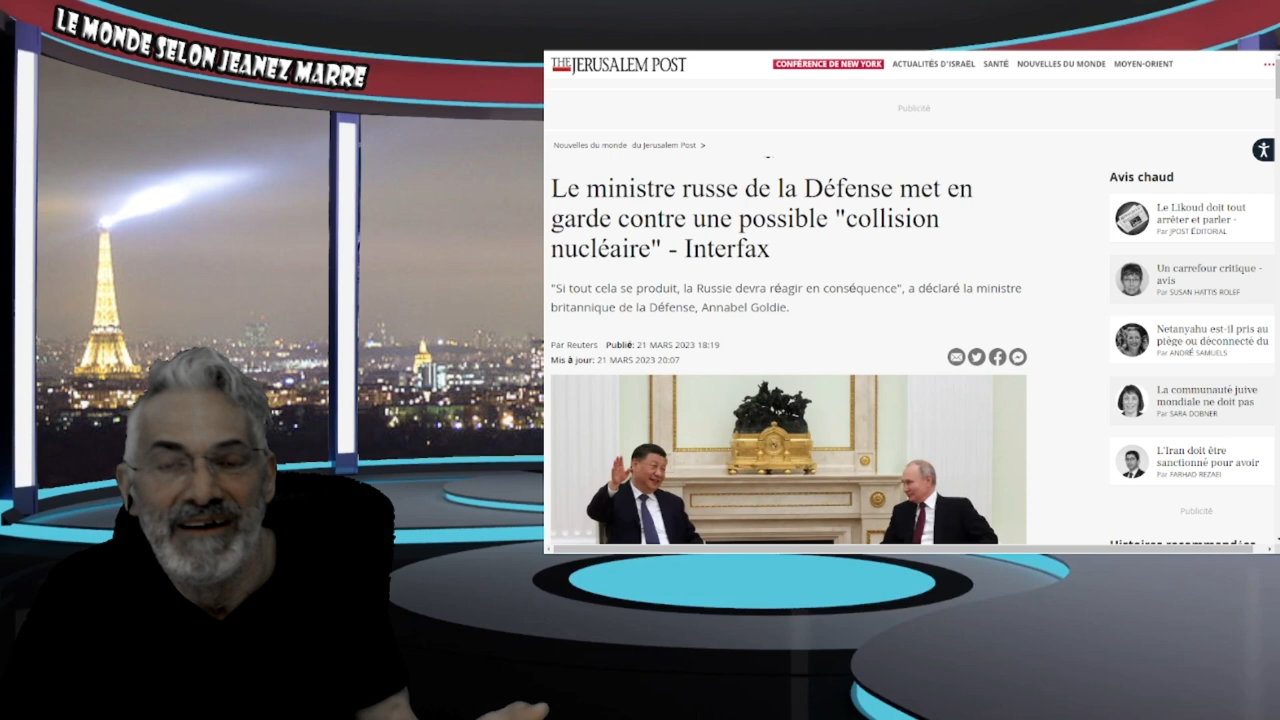 LE MONDE SELON JEANEZ MARRE
THE JERUSALEM POST
CONFÉRENCE DE NEW YORK ACTUALITÉS D'ISRAËL SANTÉ NOUVELLES DU MONDE MOYEN-ORIENT
Publicité
Nouvelles du monde du Jerusalem Post >
Le ministre russe de la Défense met en
garde contre une possible "collision
nucléaire" - Interfax
"Si tout cela se produit, la Russie devra réagir en conséquence", a déclaré la ministre
britannique de la Défense, Annabel Goldie.
Par Reuters Publié: 21 MARS 2023 18:19
Mis à jour: 21 MARS 2023 20:07
Avis chaud
Le Likoud doit tout
arrêter et parler -
Par JPOST ÉDITORIAL
Un carrefour critique -
avis
Par SUSAN HATTIS ROLEF
Netanyahu est-il pris au
piège ou déconnecté du
Par ANDRÉ SAMUELS
La communauté juive
mondiale ne doit pas
Par SARA DOBNER
L'Iran doit être
sanctionné pour avoir
Par FARHAD REZAEI
Publicité
Histoires recommandées